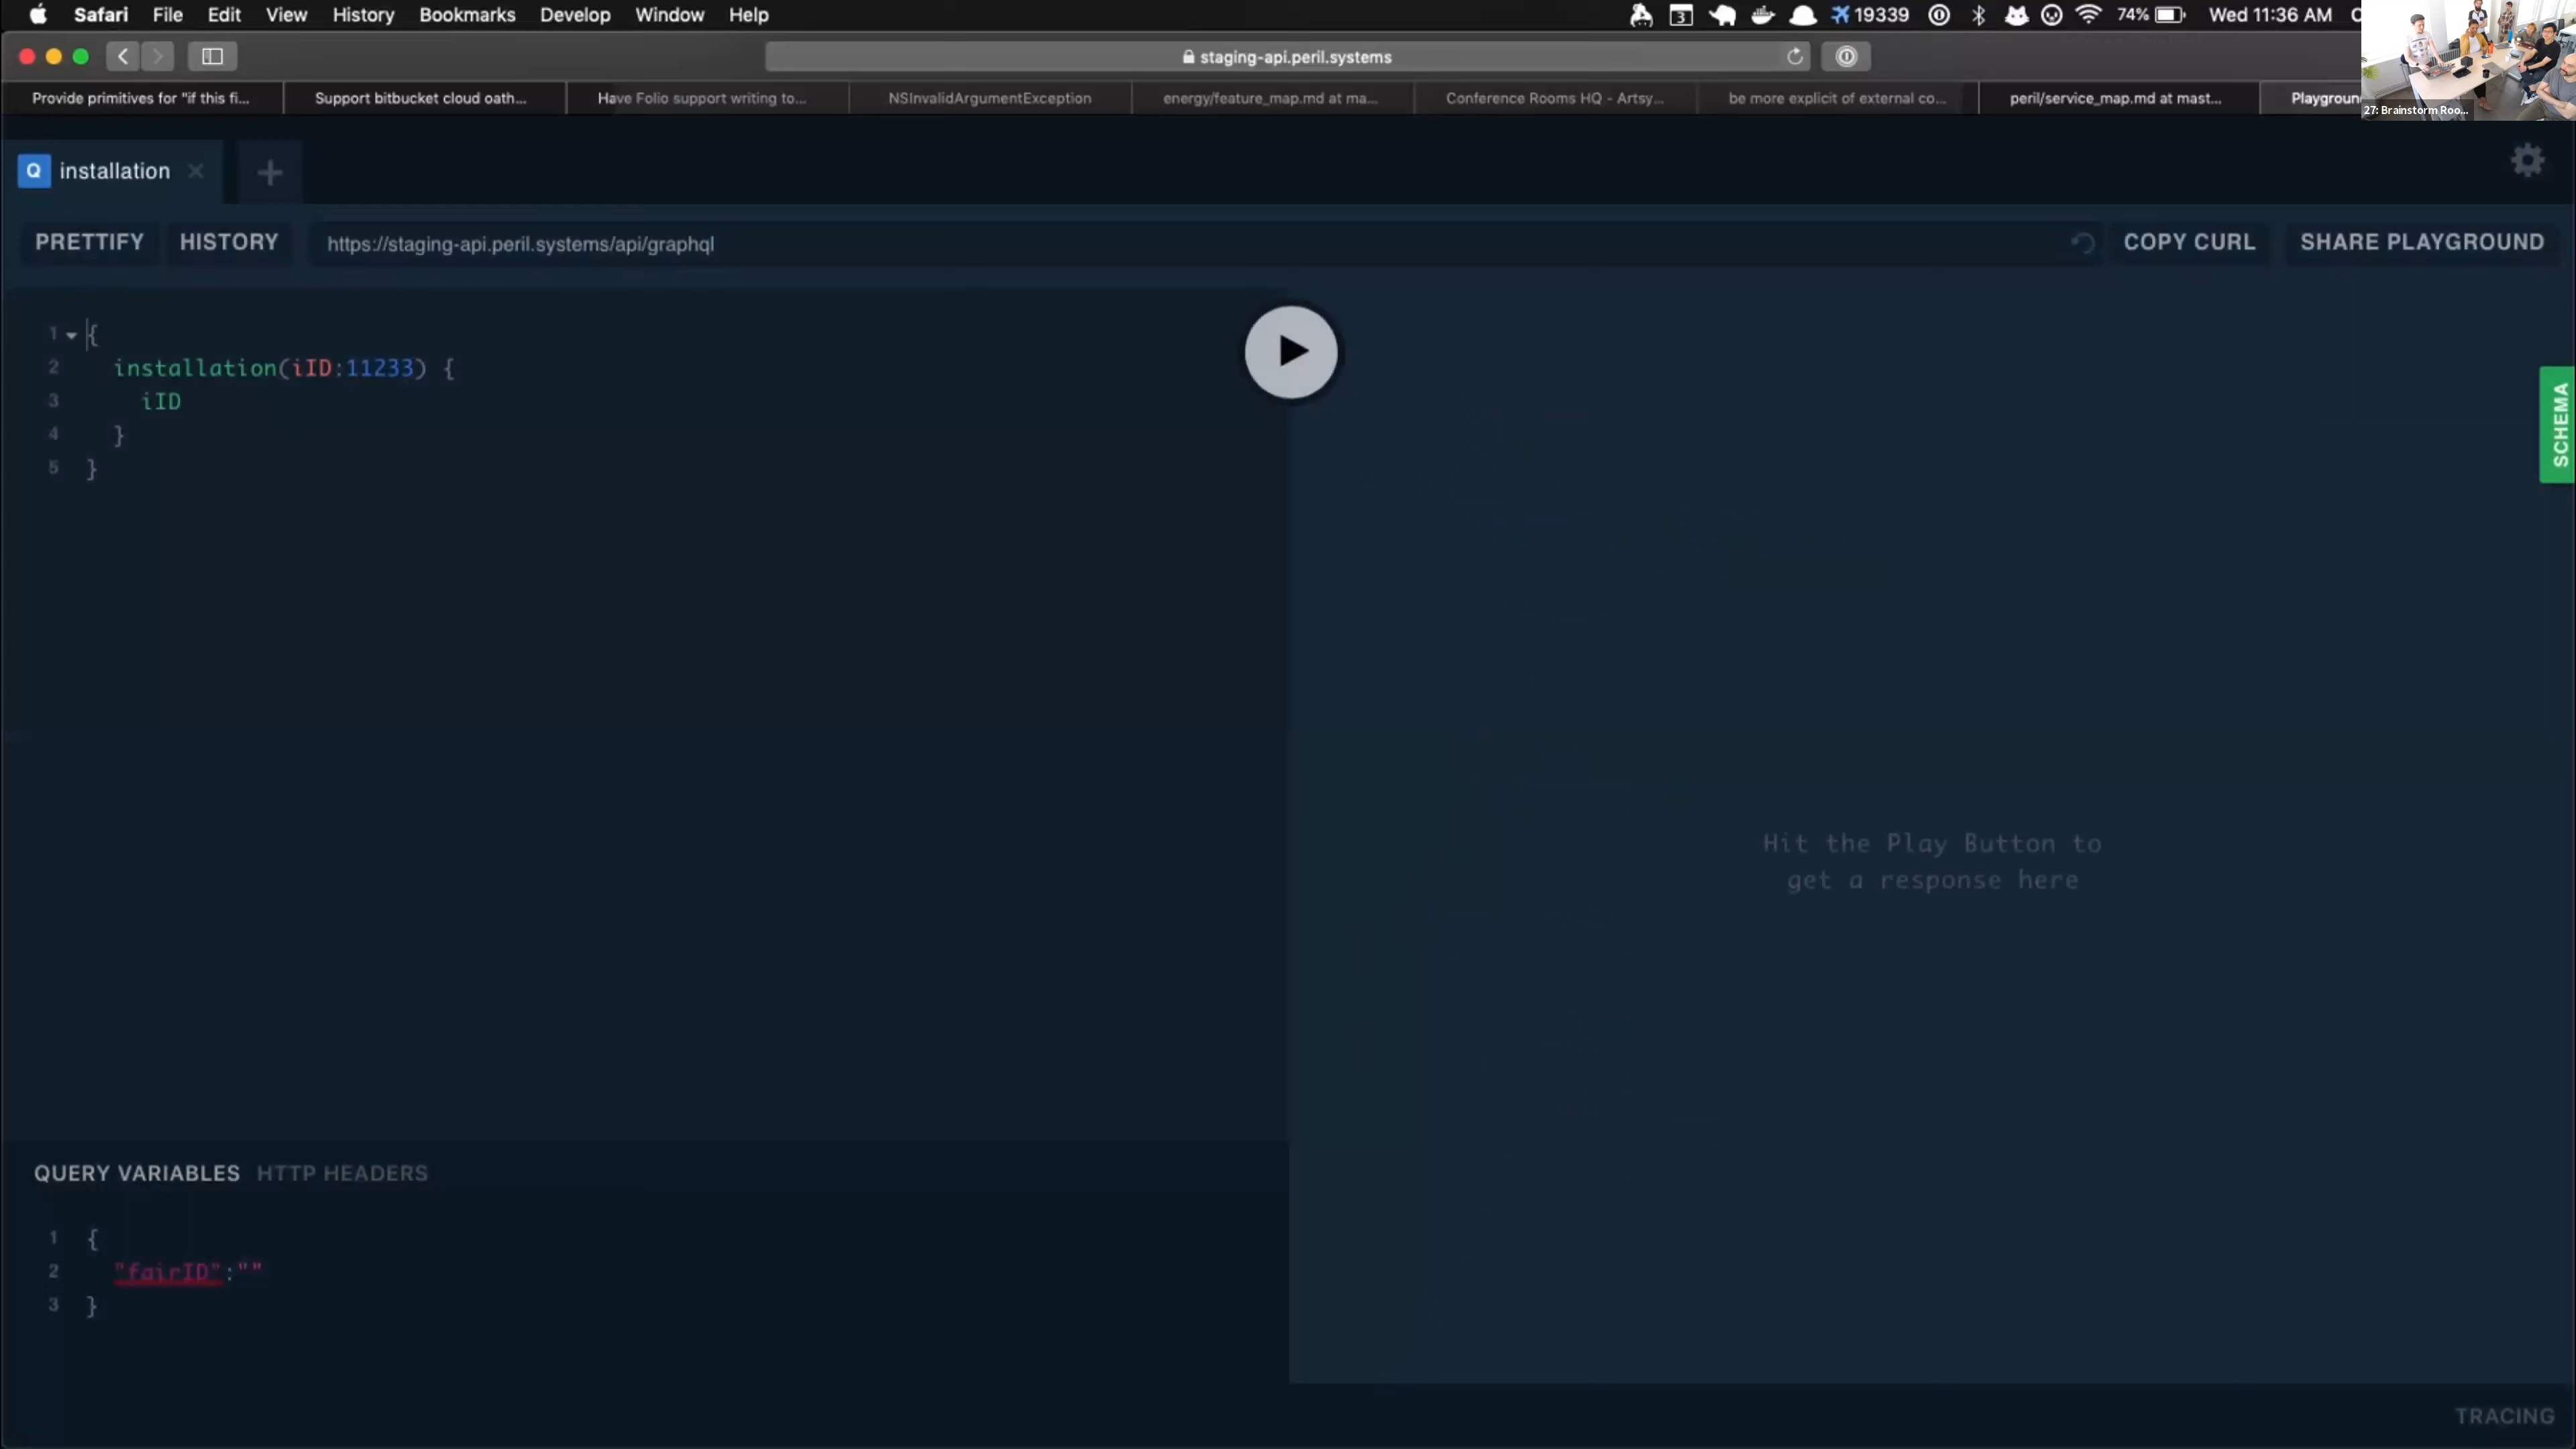 Safari File Edit View History Bookmarks Develop Window Help 3 19339 74% Wed 11:36 AM
staging-api.peril.systems
Provide primitives for "if this fi... Support bitbucket cloud oath... Have Folio support writing to... NSInvalidArgumentException energy/feature_map.md at ma... Conference Rooms HQ - Artsy... be more explicit of external co... peril/service_map.md at mast... Playgroun
27: Brainstorm Roo...
Q installation
PRETTIFY HISTORY https://staging-api.peril.systems/api/graphql COPY CURL SHARE PLAYGROUND
1 {
2 installation(iID:11233) {
3 iID
4 }
5 }
SCHEMA
Hit the Play Button to
get a response here
QUERY VARIABLES HTTP HEADERS
1 {
2 "fairID":""
3 }
TRACING